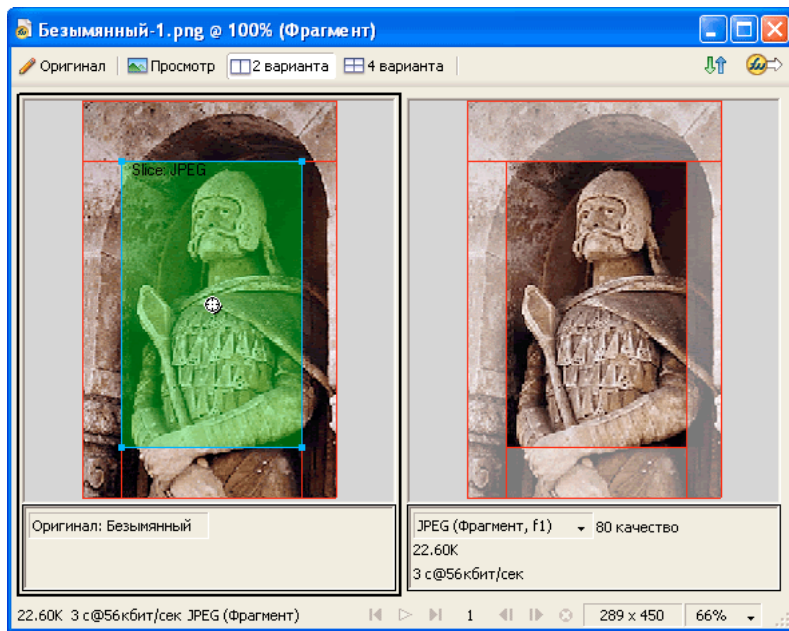 Безымянный-1.png @ 100% (Фрагмент)
Оригинал Просмотр 2 варианта 4 варианта
Slice: JPEG
Оригинал: Безымянный
JPEG (Фрагмент, f1) 80 качество
22.60K
3 с@56кбит/сек
22.60K 3 с@56кбит/сек JPEG (Фрагмент) 1 289 x 450 66%